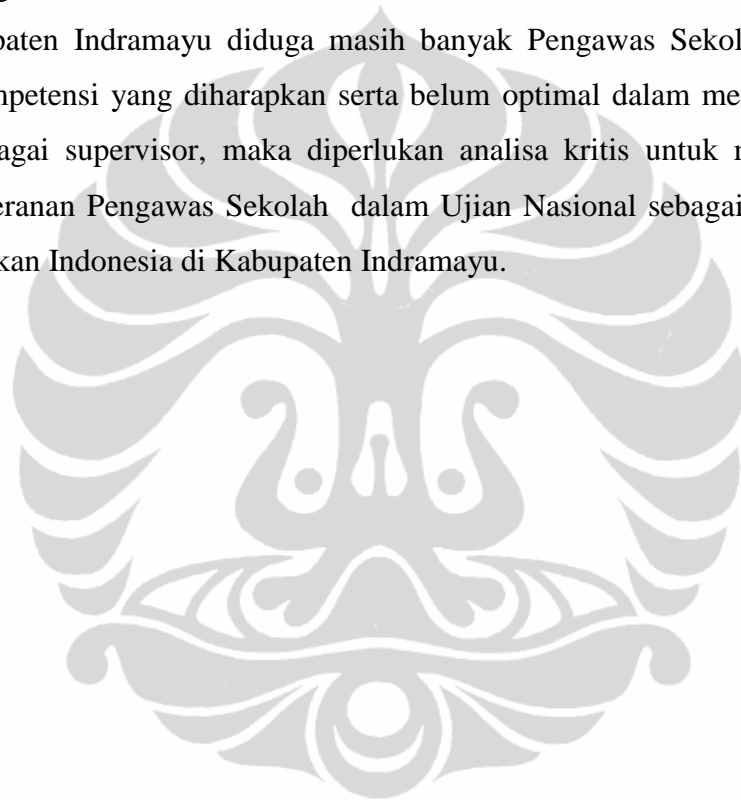 paten Indramayu diduga masih banyak Pengawas Sekol
mpetensi yang diharapkan serta belum optimal dalam me
agai supervisor, maka diperlukan analisa kritis untuk
eranan Pengawas Sekolah dalam Ujian Nasional sebagai
kan Indonesia di Kabupaten Indramayu.